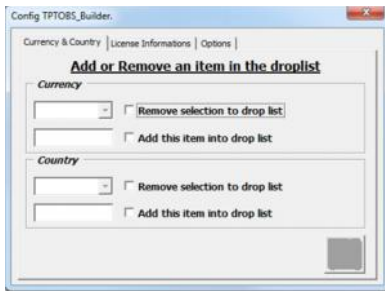 Config TPTOBS_Builder.
Currency & Country | License Informations | Options
Add or Remove an item in the droplist
Currency
Remove selection to drop list
Add this item into drop list
Country
Remove selection to drop list
Add this item into drop list